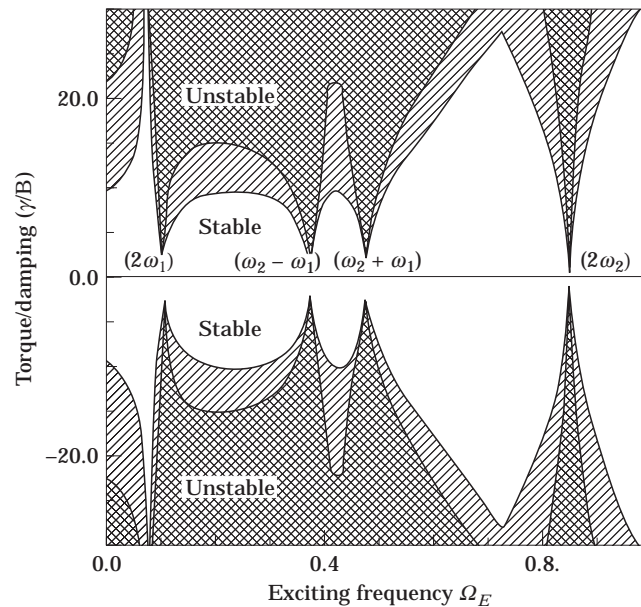 20.0
Unstable
Stable
(2ω₁)
(ω₂ − ω₁)
(ω₂ + ω₁)
(2ω₂)
0.0
Stable
−20.0
Unstable
0.0
0.4
0.8.
Torque/damping (γ/B)
Exciting frequency Ω_E